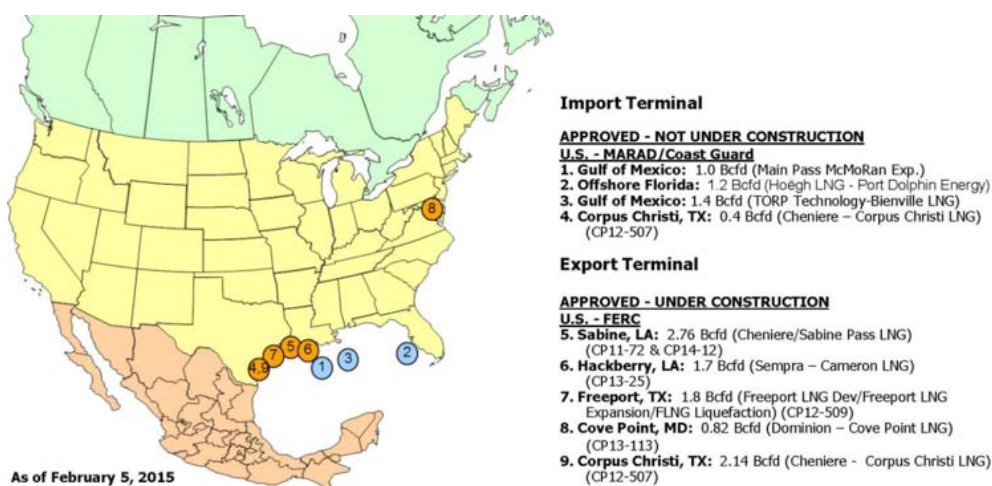 Import Terminal
APPROVED - NOT UNDER CONSTRUCTION
U.S. - MARAD/Coast Guard
1. Gulf of Mexico: 1.0 Bcfd (Main Pass McMoRan Exp.)
2. Offshore Florida: 1.2 Bcfd (Hoëgh LNG - Port Dolphin Energy)
3. Gulf of Mexico: 1.4 Bcfd (TORP Technology-Bienville LNG)
4. Corpus Christi, TX: 0.4 Bcfd (Cheniere – Corpus Christi LNG)
(CP12-507)
Export Terminal
APPROVED - UNDER CONSTRUCTION
U.S. - FERC
5. Sabine, LA: 2.76 Bcfd (Cheniere/Sabine Pass LNG)
(CP11-72 & CP14-12)
6. Hackberry, LA: 1.7 Bcfd (Sempra – Cameron LNG)
(CP13-25)
7. Freeport, TX: 1.8 Bcfd (Freeport LNG Dev/Freeport LNG
Expansion/FLNG Liquefaction) (CP12-509)
8. Cove Point, MD: 0.82 Bcfd (Dominion – Cove Point LNG)
(CP13-113)
9. Corpus Christi, TX: 2.14 Bcfd (Cheniere - Corpus Christi LNG)
(CP12-507)
8
5
6
7
3
2
4,9
1
As of February 5, 2015